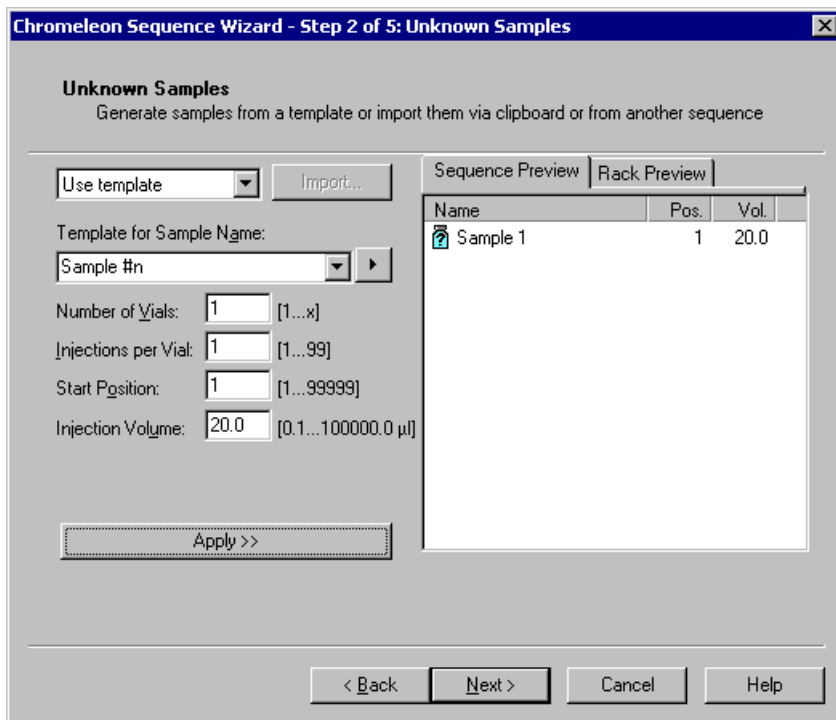 Chromeleon Sequence Wizard - Step 2 of 5: Unknown Samples
Unknown Samples
Generate samples from a template or import them via clipboard or from another sequence
Use template
Import...
Template for Sample Name:
Sample #n
Number of Vials: 1 [1...x]
Injections per Vial: 1 [1...99]
Start Position: 1 [1...99999]
Injection Volume: 20.0 [0.1...100000.0 µl]
Apply >>
Sequence Preview Rack Preview
Name Pos. Vol.
? Sample 1 1 20.0
< Back Next > Cancel Help